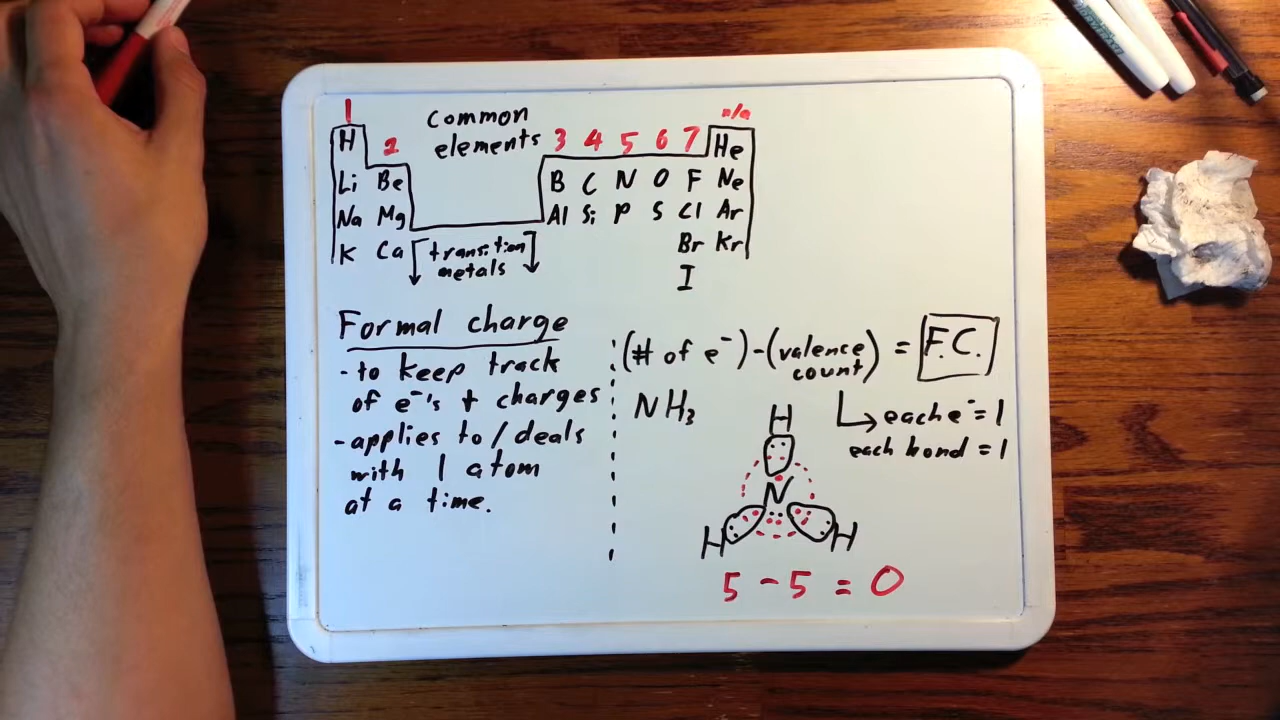 1 common n/a
H 2 elements 3 4 5 6 7 He
Li Be B C N O F Ne
Na Mg Al Si P S Cl Ar
K Ca transition metals Br Kr
I
Formal charge
- to keep track
of e⁻'s + charges
- applies to / deals
with 1 atom
at a time.
(# of e⁻) - (valence count) = F.C.
↳ each e⁻ = 1
each bond = 1
NH₃
H
N
H H
5 - 5 = 0